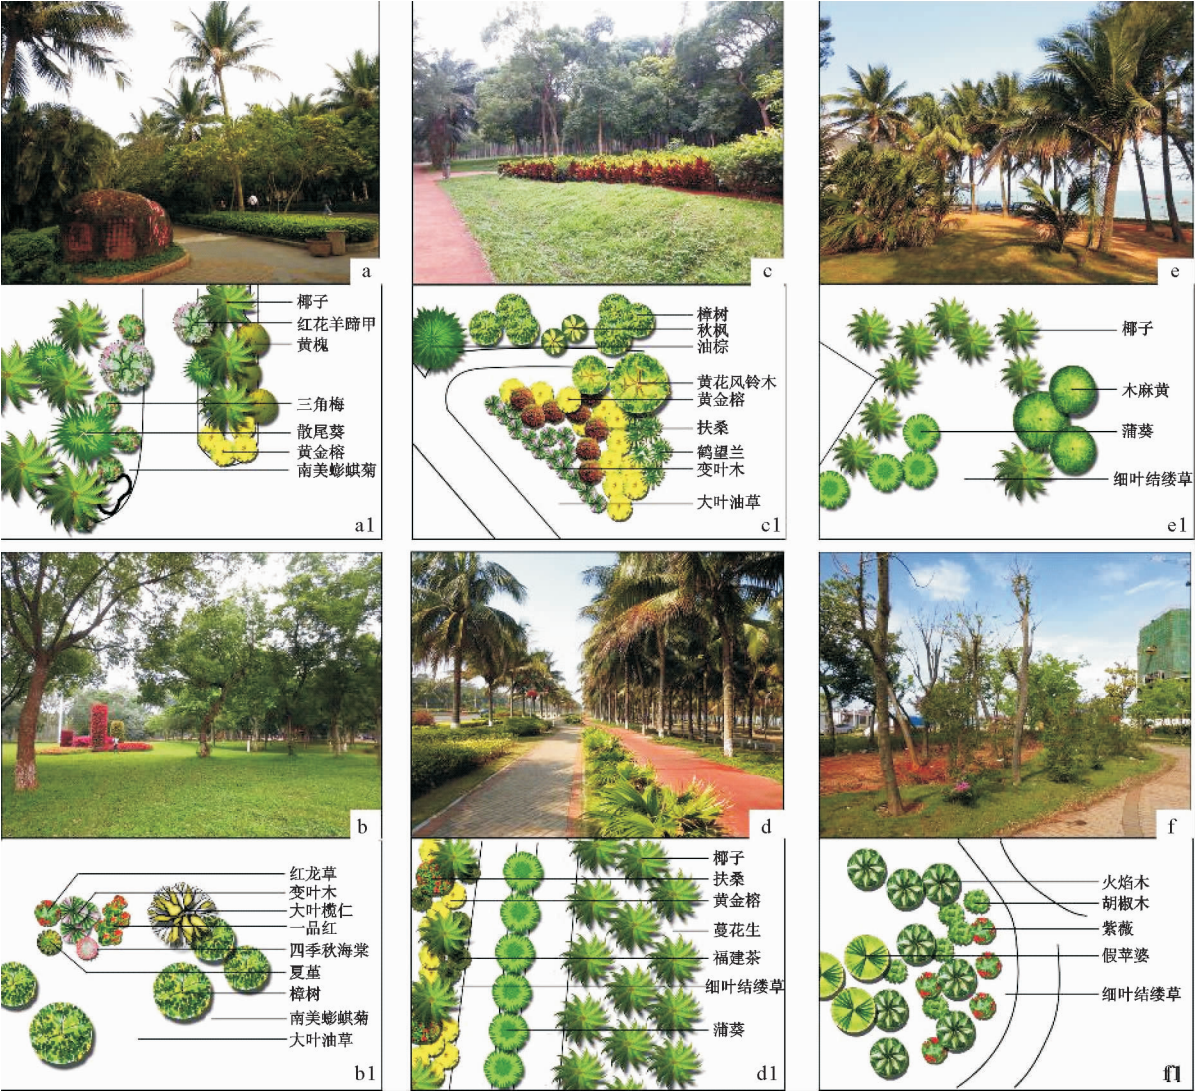 a
椰子
红花羊蹄甲
黄槐
三角梅
散尾葵
黄金榕
南美蟛蜞菊
a1
c
樟树
秋枫
油棕
黄花风铃木
黄金榕
扶桑
鹤望兰
变叶木
大叶油草
c1
e
椰子
木麻黄
蒲葵
细叶结缕草
e1
b
红龙草
变叶木
大叶榄仁
一品红
四季秋海棠
夏堇
樟树
南美蟛蜞菊
大叶油草
b1
d
椰子
扶桑
黄金榕
蔓花生
福建茶
细叶结缕草
蒲葵
d1
f
火焰木
胡椒木
紫薇
假苹婆
细叶结缕草
f1